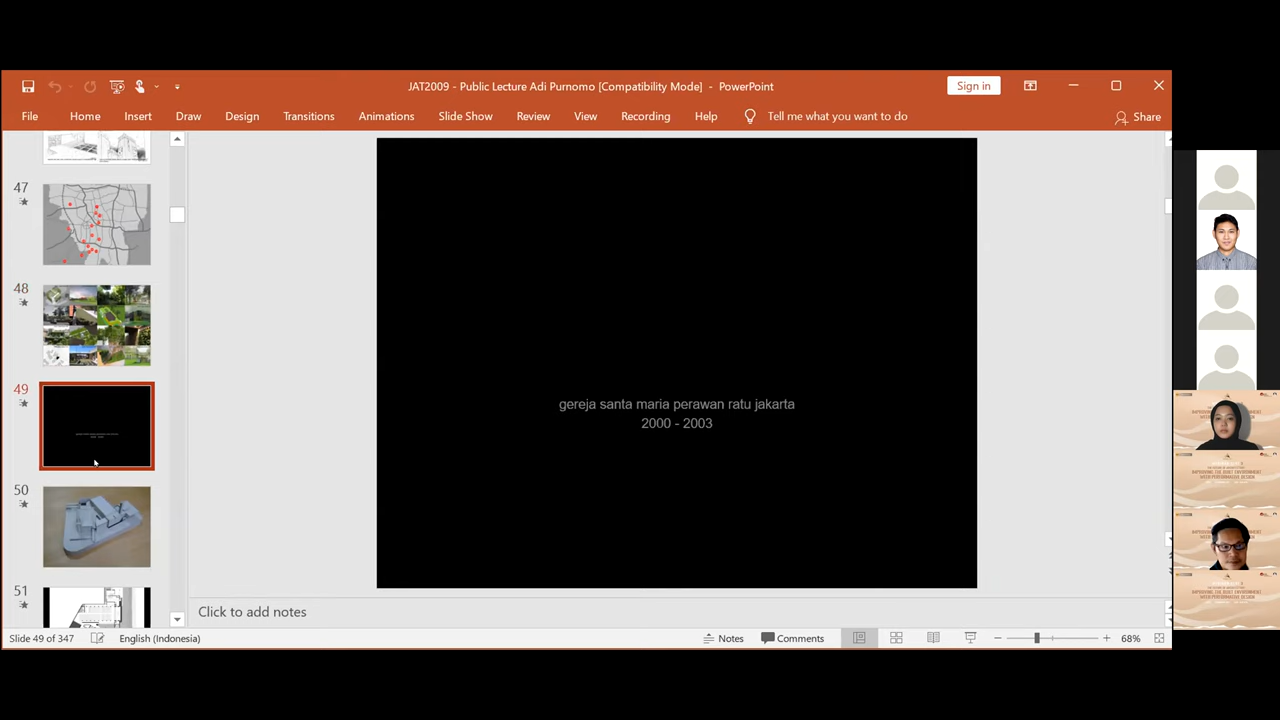 JAT2009 - Public Lecture Adi Purnomo [Compatibility Mode] - PowerPoint
Sign in
File Home Insert Draw Design Transitions Animations Slide Show Review View Recording Help Tell me what you want to do Share
47
48
49
50
51
gereja santa maria perawan ratu jakarta
2000 - 2003
Click to add notes
Slide 49 of 347 English (Indonesia) Notes Comments 68%